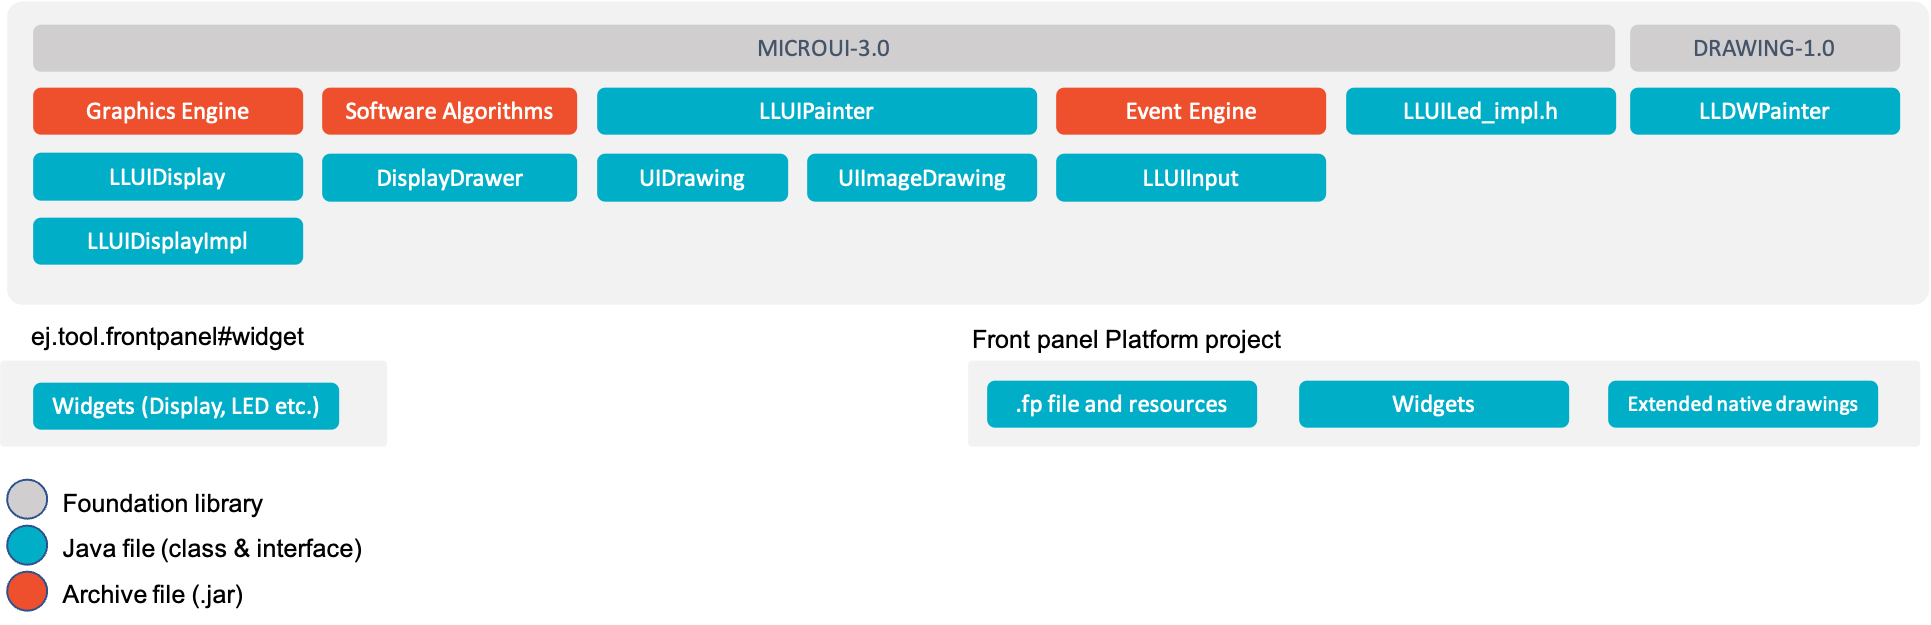 MICROUI-3.0
DRAWING-1.0
Graphics Engine
Software Algorithms
LLUIPainter
Event Engine
LLUILed_impl.h
LLDWPainter
LLUIDisplay
DisplayDrawer
UIDrawing
UIImageDrawing
LLUIInput
LLUIDisplayImpl
ej.tool.frontpanel#widget
Front panel Platform project
Widgets (Display, LED etc.)
.fp file and resources
Widgets
Extended native drawings
Foundation library
Java file (class & interface)
Archive file (.jar)